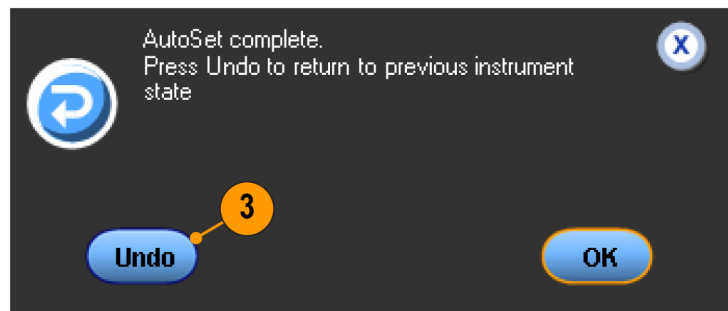 AutoSet complete.
X
Press Undo to return to previous instrument
state
3
Undo
OK